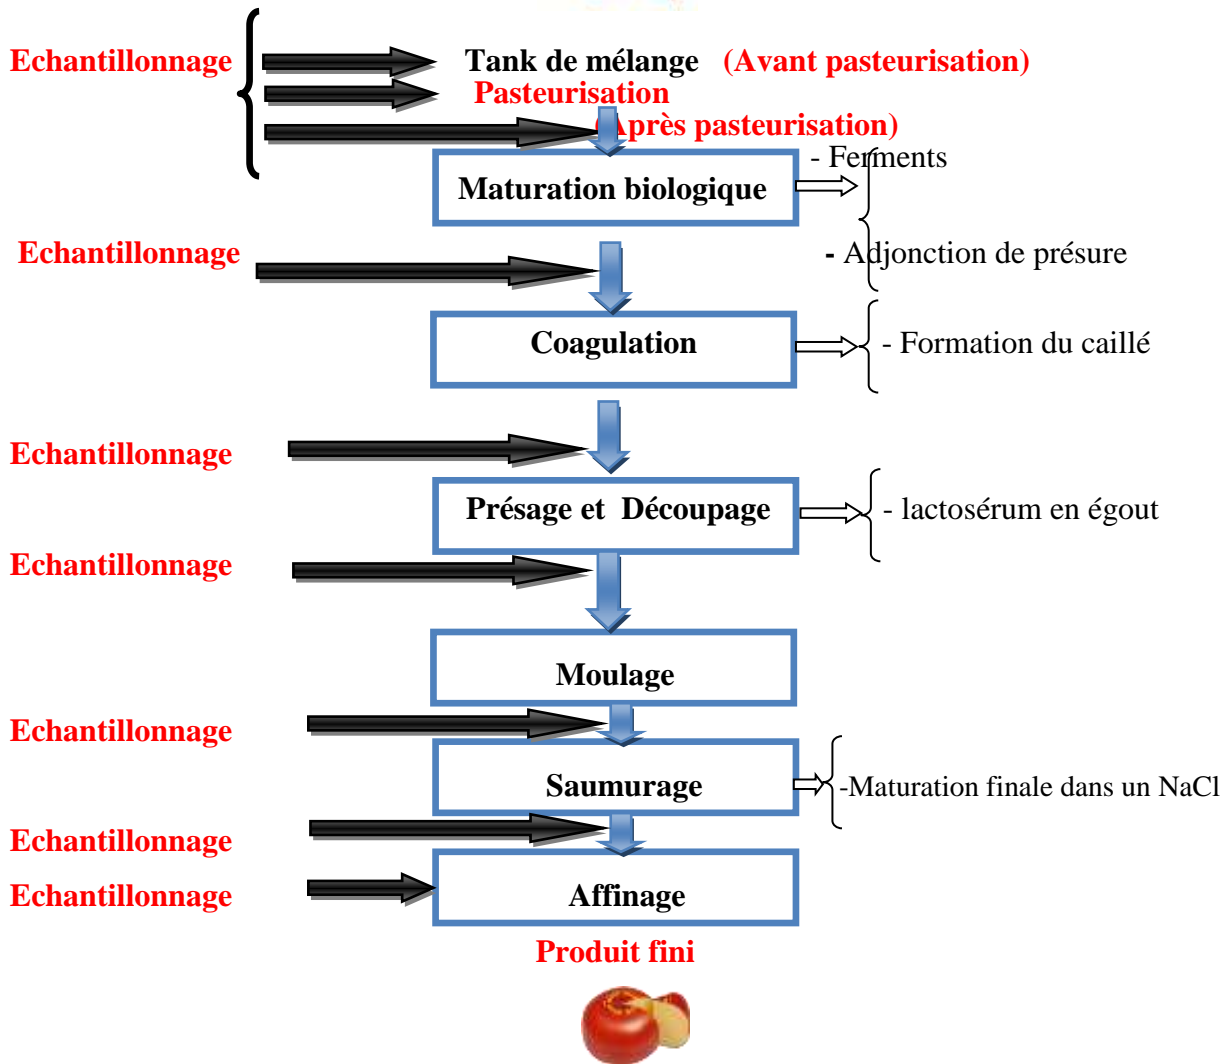 Echantillonnage Tank de mélange (Avant pasteurisation)
Pasteurisation
(Après pasteurisation)
- Ferments
Maturation biologique
Echantillonnage
- Adjonction de présure
Coagulation
- Formation du caillé
Echantillonnage
Présage et Découpage
- lactosérum en égout
Echantillonnage
Moulage
Echantillonnage
Saumurage
-Maturation finale dans un NaCl
Echantillonnage
Echantillonnage
Affinage
Produit fini